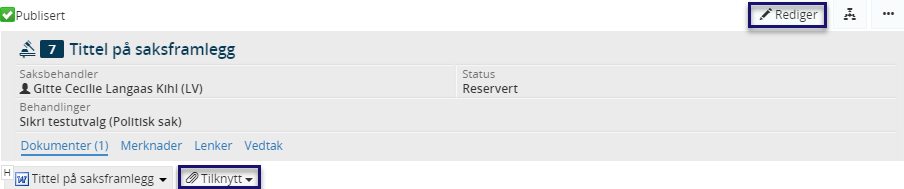 Publisert
Rediger
7 Tittel på saksframlegg
Saksbehandler
Gitte Cecilie Langaas Kihl (LV)
Status
Reservert
Behandlinger
Sikri testutvalg (Politisk sak)
Dokumenter (1) Merknader Lenker Vedtak
H Tittel på saksframlegg Tilknytt